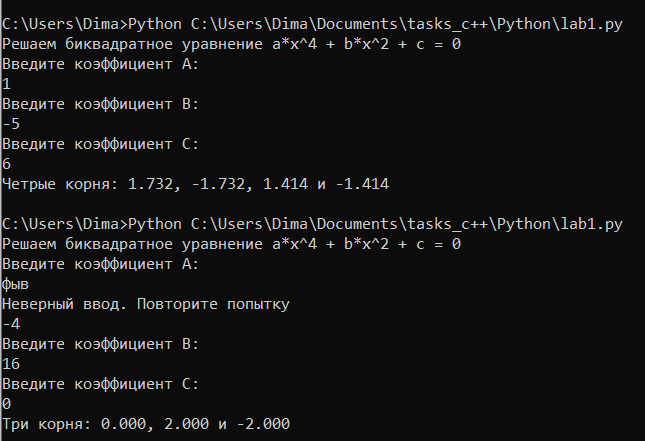 C:\Users\Dima>Python C:\Users\Dima\Documents\tasks_c++\Python\lab1.py
Решаем биквадратное уравнение a*x^4 + b*x^2 + c = 0
Введите коэффициент A:
1
Введите коэффициент B:
-5
Введите коэффициент C:
6
Четрые корня: 1.732, -1.732, 1.414 и -1.414
C:\Users\Dima>Python C:\Users\Dima\Documents\tasks_c++\Python\lab1.py
Решаем биквадратное уравнение a*x^4 + b*x^2 + c = 0
Введите коэффициент A:
фыв
Неверный ввод. Повторите попытку
-4
Введите коэффициент B:
16
Введите коэффициент C:
0
Три корня: 0.000, 2.000 и -2.000